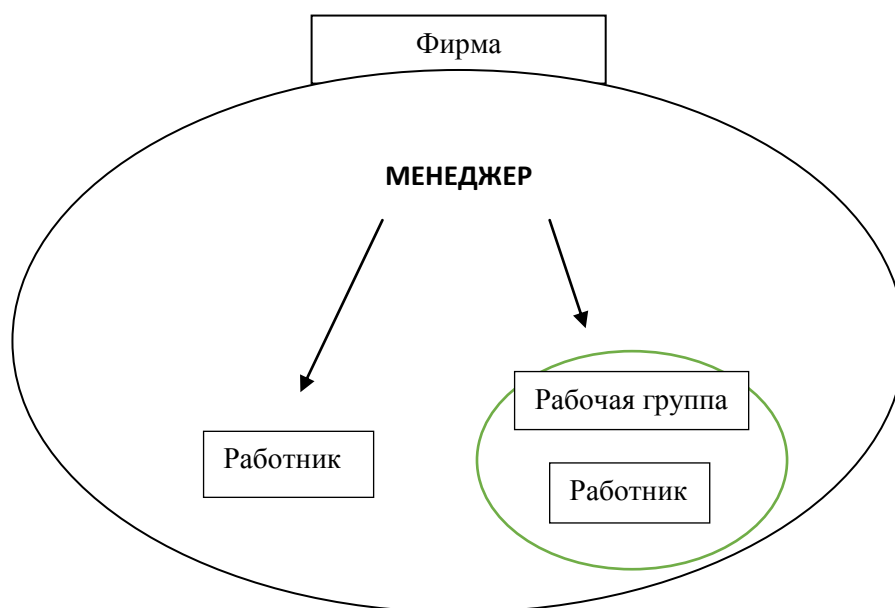 Фирма
МЕНЕДЖЕР
Рабочая группа
Работник
Работник